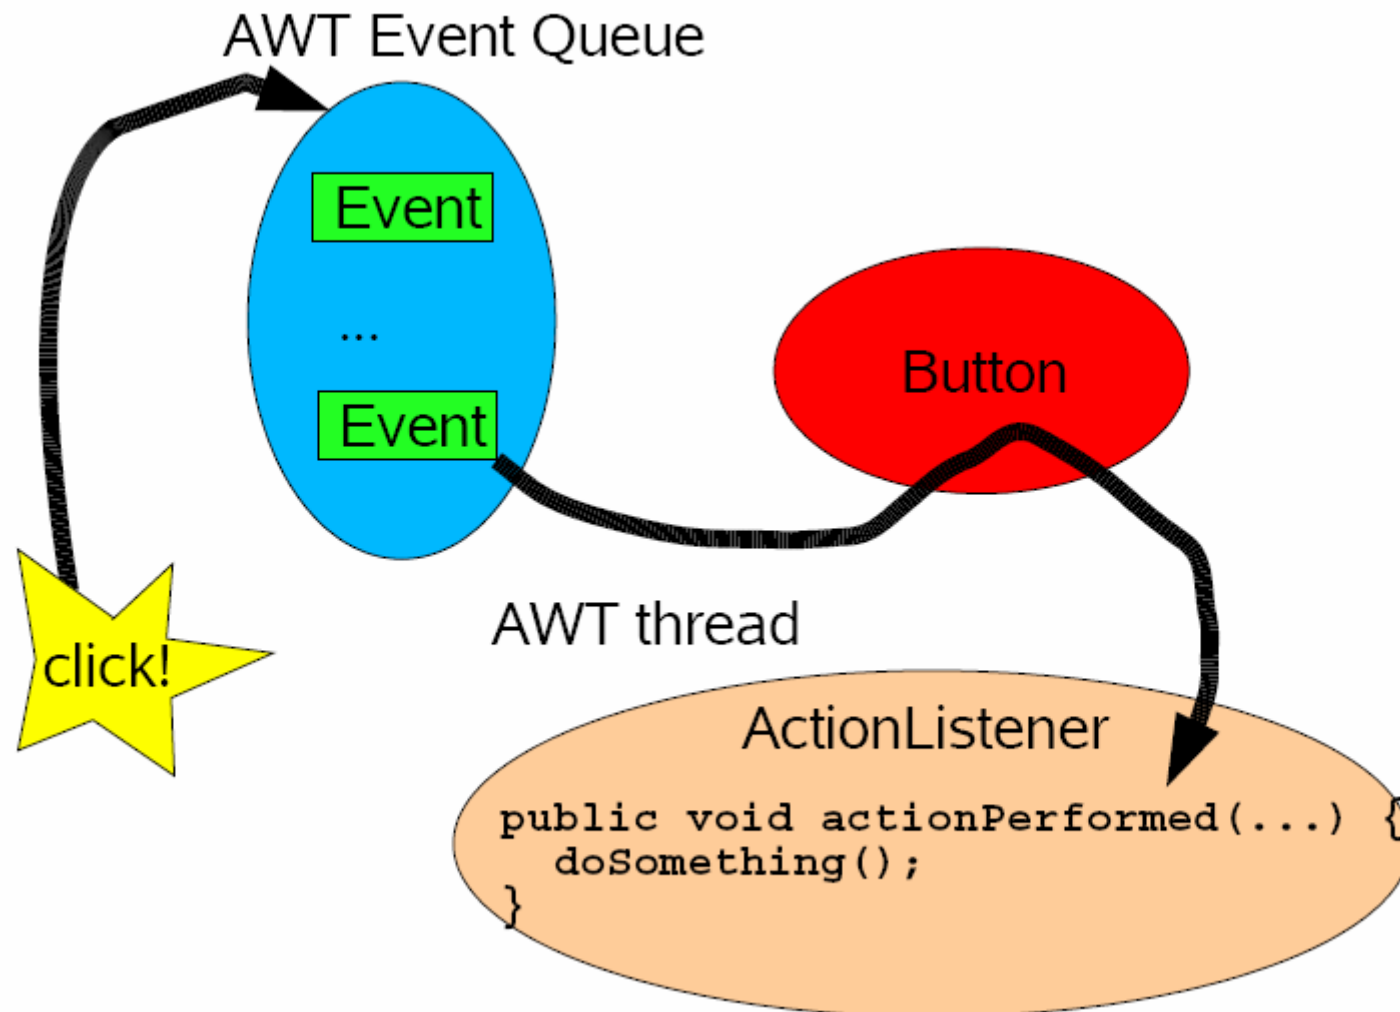 AWT Event Queue
Event
...
Event
Button
click!
AWT thread
ActionListener
public void actionPerformed(...) {
  doSomething();
}